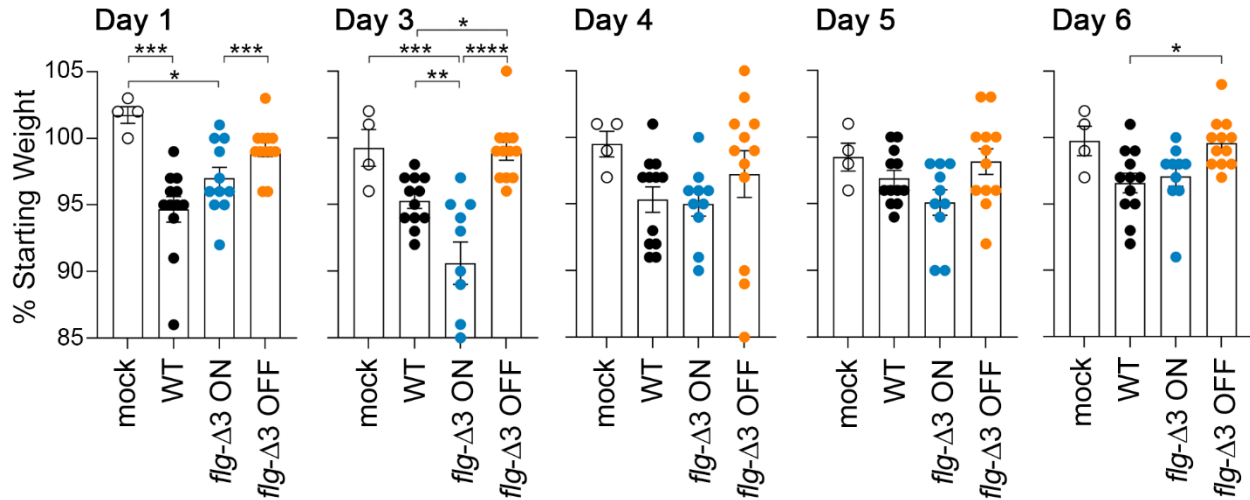 Day 1 Day 3 Day 4 Day 5 Day 6
*
*** *** *** **** *
* **
% Starting Weight
105
100
95
90
85
mock WT flg-Δ3 ON flg-Δ3 OFF
mock WT flg-Δ3 ON flg-Δ3 OFF
mock WT flg-Δ3 ON flg-Δ3 OFF
mock WT flg-Δ3 ON flg-Δ3 OFF
mock WT flg-Δ3 ON flg-Δ3 OFF